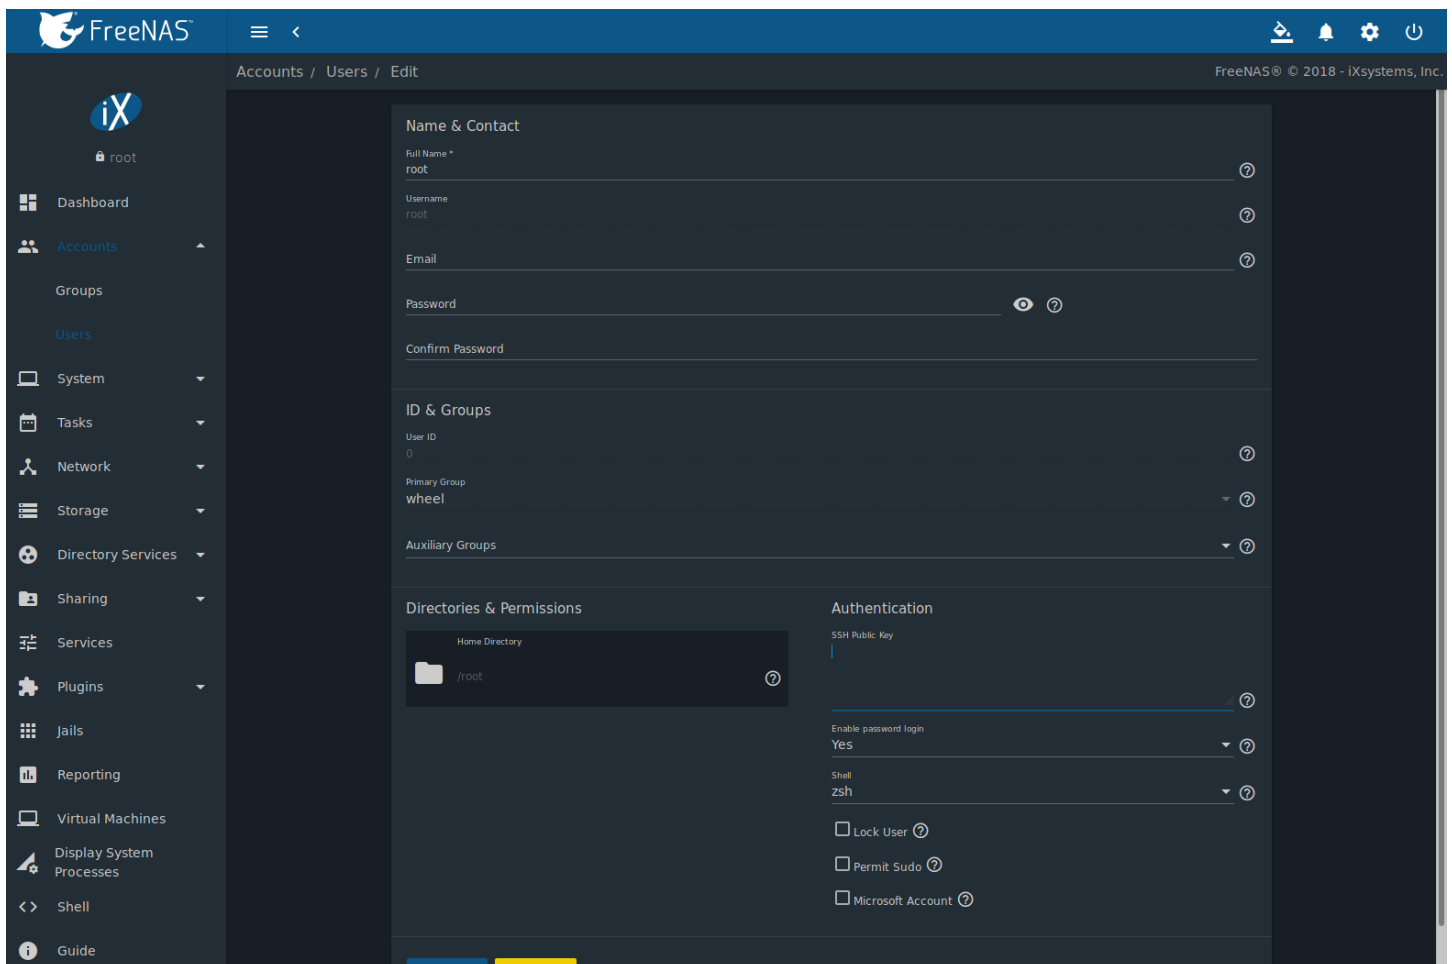 FreeNAS™
Accounts / Users / Edit
FreeNAS® © 2018 - iXsystems, Inc.
iX
root
Dashboard
Accounts
Groups
Users
System
Tasks
Network
Storage
Directory Services
Sharing
Services
Plugins
Jails
Reporting
Virtual Machines
Display System
Processes
Shell
Guide
Name & Contact
Full Name *
root
Username
root
Email
Password
Confirm Password
ID & Groups
User ID
0
Primary Group
wheel
Auxiliary Groups
Directories & Permissions
Home Directory
/root
Authentication
SSH Public Key
Enable password login
Yes
Shell
zsh
Lock User
Permit Sudo
Microsoft Account